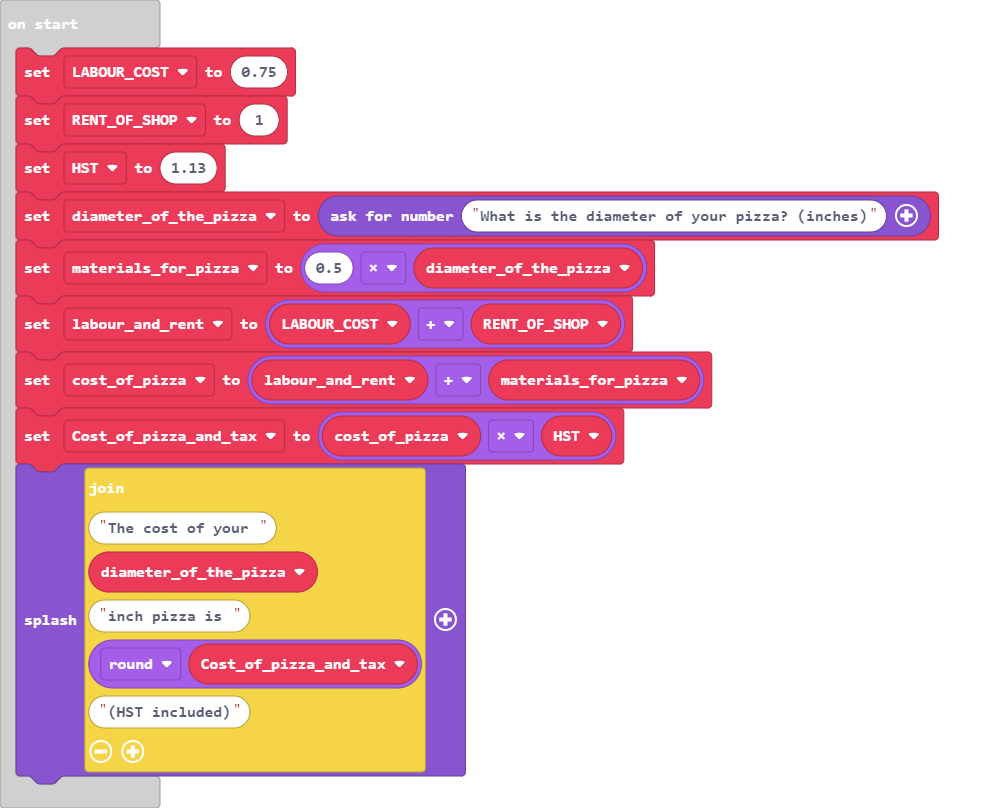 on start
set LABOUR_COST to 0.75
set RENT_OF_SHOP to 1
set HST to 1.13
set diameter_of_the_pizza to ask for number "What is the diameter of your pizza? (inches)"
set materials_for_pizza to 0.5 × diameter_of_the_pizza
set labour_and_rent to LABOUR_COST + RENT_OF_SHOP
set cost_of_pizza to labour_and_rent + materials_for_pizza
set Cost_of_pizza_and_tax to cost_of_pizza × HST
join
"The cost of your "
diameter_of_the_pizza
"inch pizza is "
splash
round Cost_of_pizza_and_tax
"(HST included)"